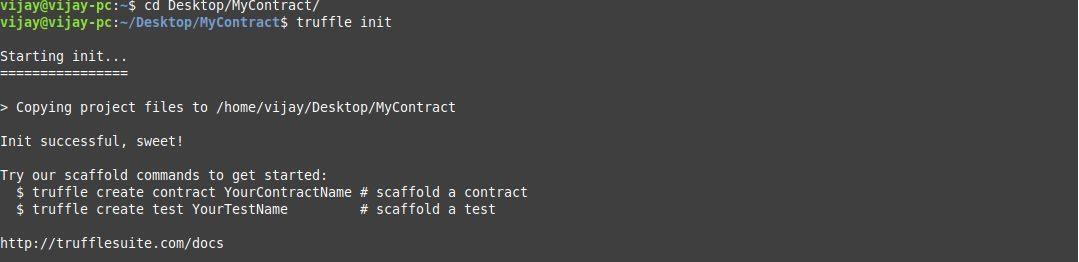 vijay@vijay-pc:~$ cd Desktop/MyContract/
vijay@vijay-pc:~/Desktop/MyContract$ truffle init
Starting init...
================
> Copying project files to /home/vijay/Desktop/MyContract
Init successful, sweet!
Try our scaffold commands to get started:
  $ truffle create contract YourContractName # scaffold a contract
  $ truffle create test YourTestName         # scaffold a test
http://trufflesuite.com/docs